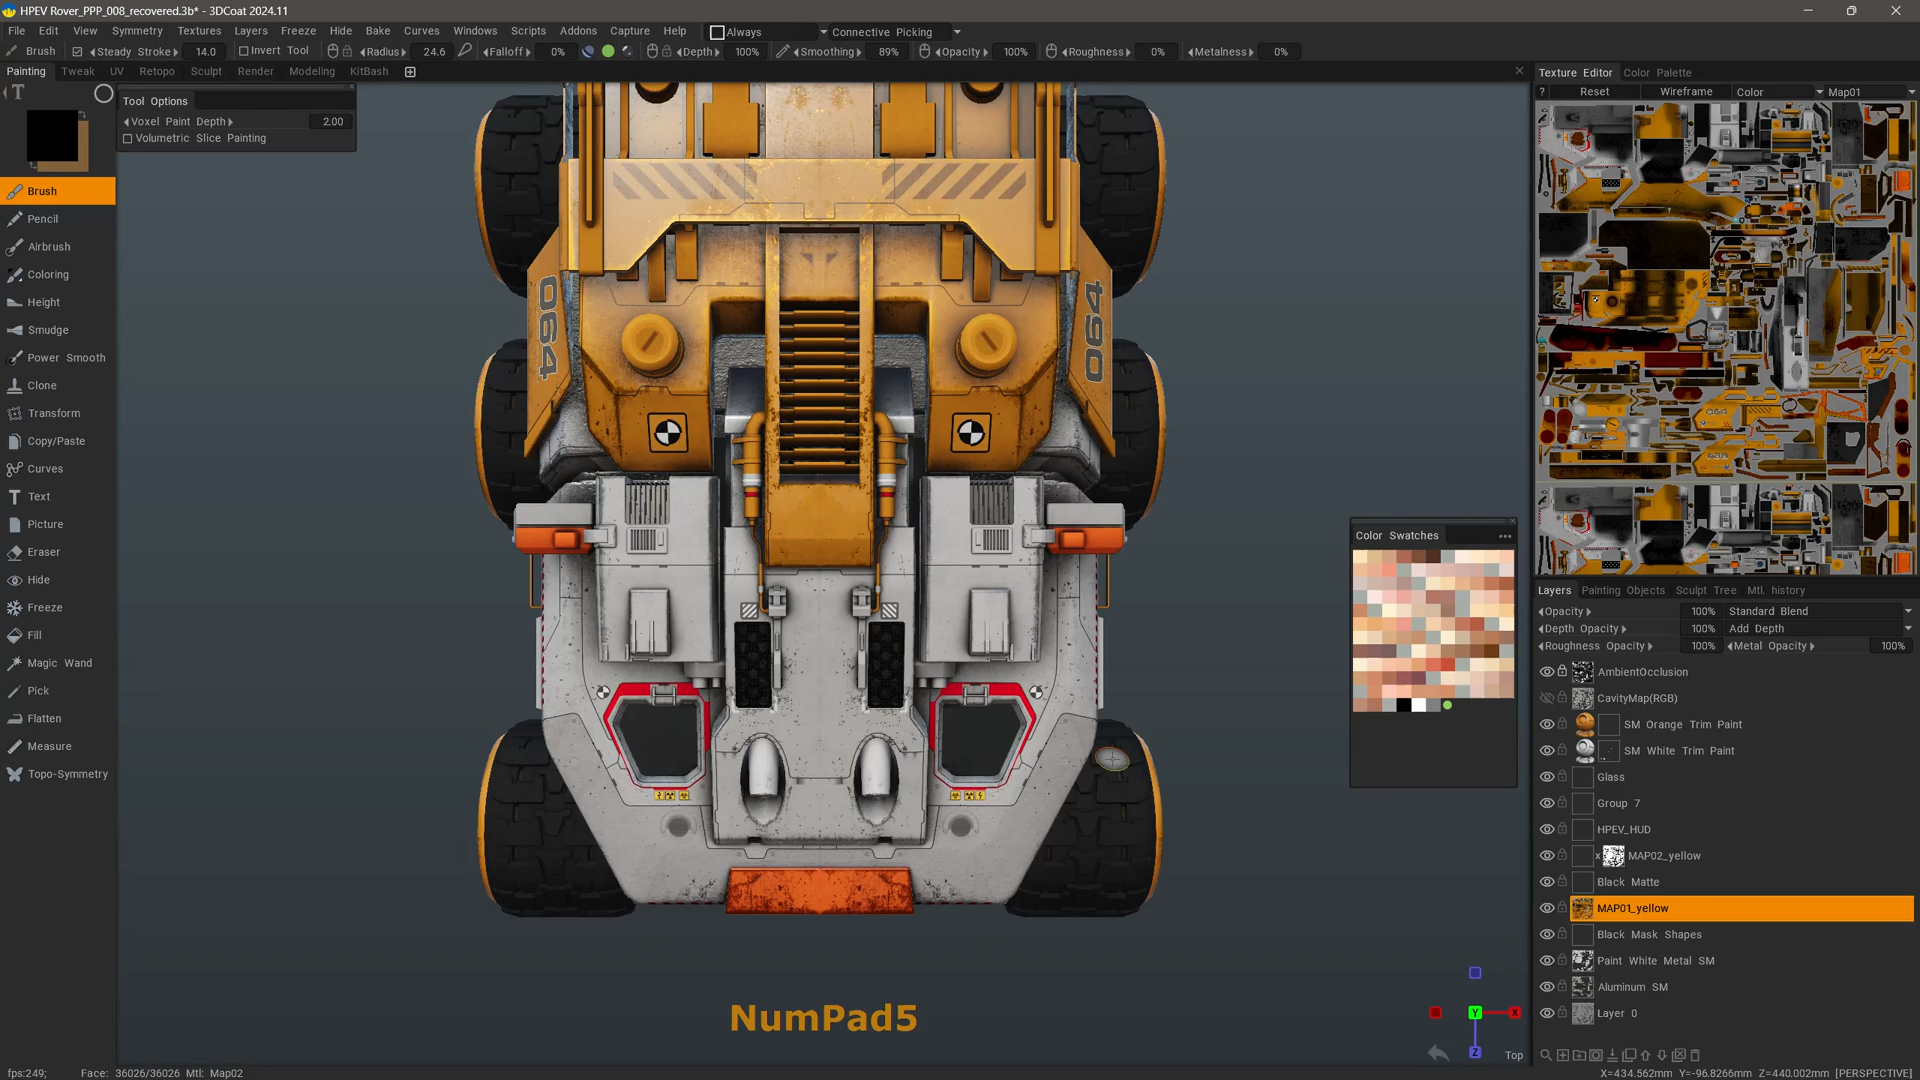 HPEV Rover_PPP_008_recovered.3b* - 3DCoat 2024.11
File Edit View Symmetry Textures Layers Freeze Hide Bake Curves Windows Scripts Addons Capture Help Always Connective Picking
Brush Steady Stroke 14.0 Invert Tool Radius 24.6 Falloff 0% Depth 100% Smoothing 89% Opacity 100% Roughness 0% Metalness 0%
Painting Tweak UV Retopo Sculpt Render Modeling KitBash
Tool Options
Voxel Paint Depth 2.00
Volumetric Slice Painting
Brush
Pencil
Airbrush
Coloring
Height
Smudge
Power Smooth
Clone
Transform
Copy/Paste
Curves
Text
Picture
Eraser
Hide
Freeze
Fill
Magic Wand
Pick
Flatten
Measure
Topo-Symmetry
064
064
NumPad5
Color Swatches
Y
X
Z
Top
Texture Editor Color Palette
? Reset Wireframe Color Map01
Layers Painting Objects Sculpt Tree Mtl. history
Opacity 100% Standard Blend
Depth Opacity 100% Add Depth
Roughness Opacity 100% Metal Opacity 100%
AmbientOcclusion
CavityMap(RGB)
SM Orange Trim Paint
SM White Trim Paint
Glass
Group 7
HPEV_HUD
MAP02_yellow
Black Matte
MAP01_yellow
Black Mask Shapes
Paint White Metal SM
Aluminum SM
Layer 0
fps:249; Face: 36026/36026 Mtl: Map02
X=434.562mm Y=-96.8266mm Z=440.002mm [PERSPECTIVE]